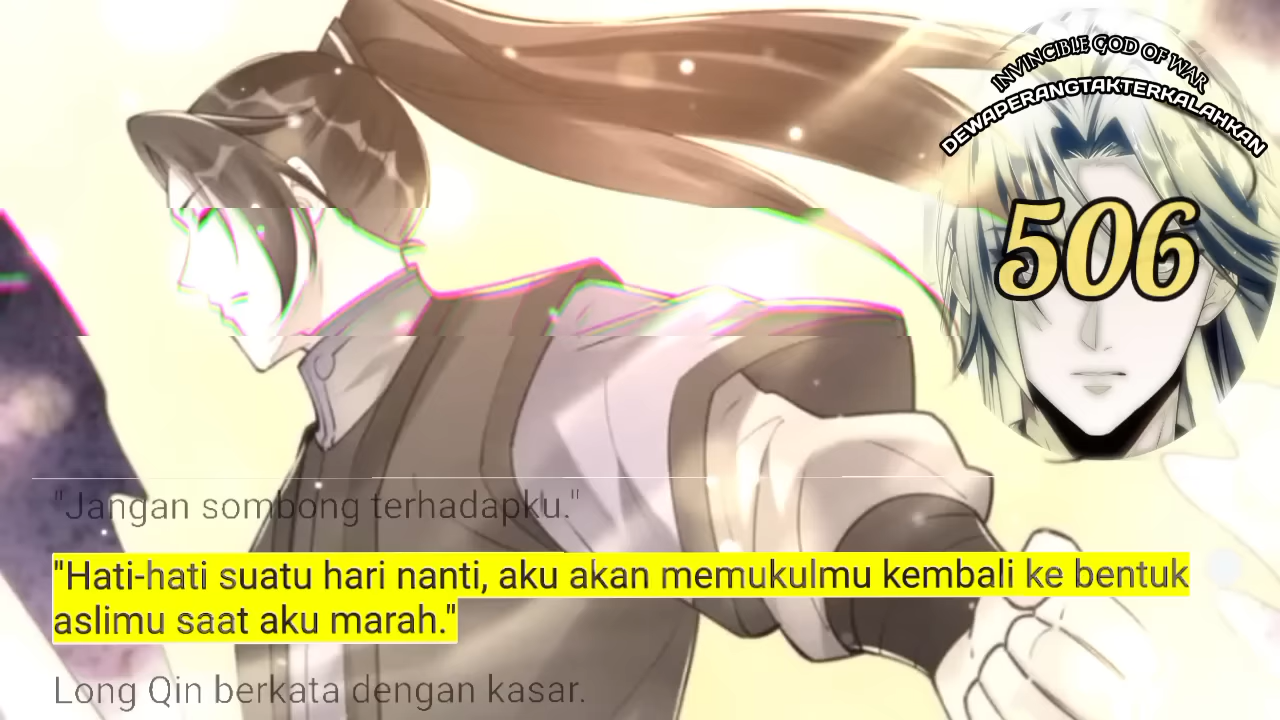 INVINCIBLE GOD OF WAR
DEWAPERANGTAKTERKALAHKAN
506
"Jangan sombong terhadapku."
"Hati-hati suatu hari nanti, aku akan memukulmu kembali ke bentuk
aslimu saat aku marah."
Long Qin berkata dengan kasar.